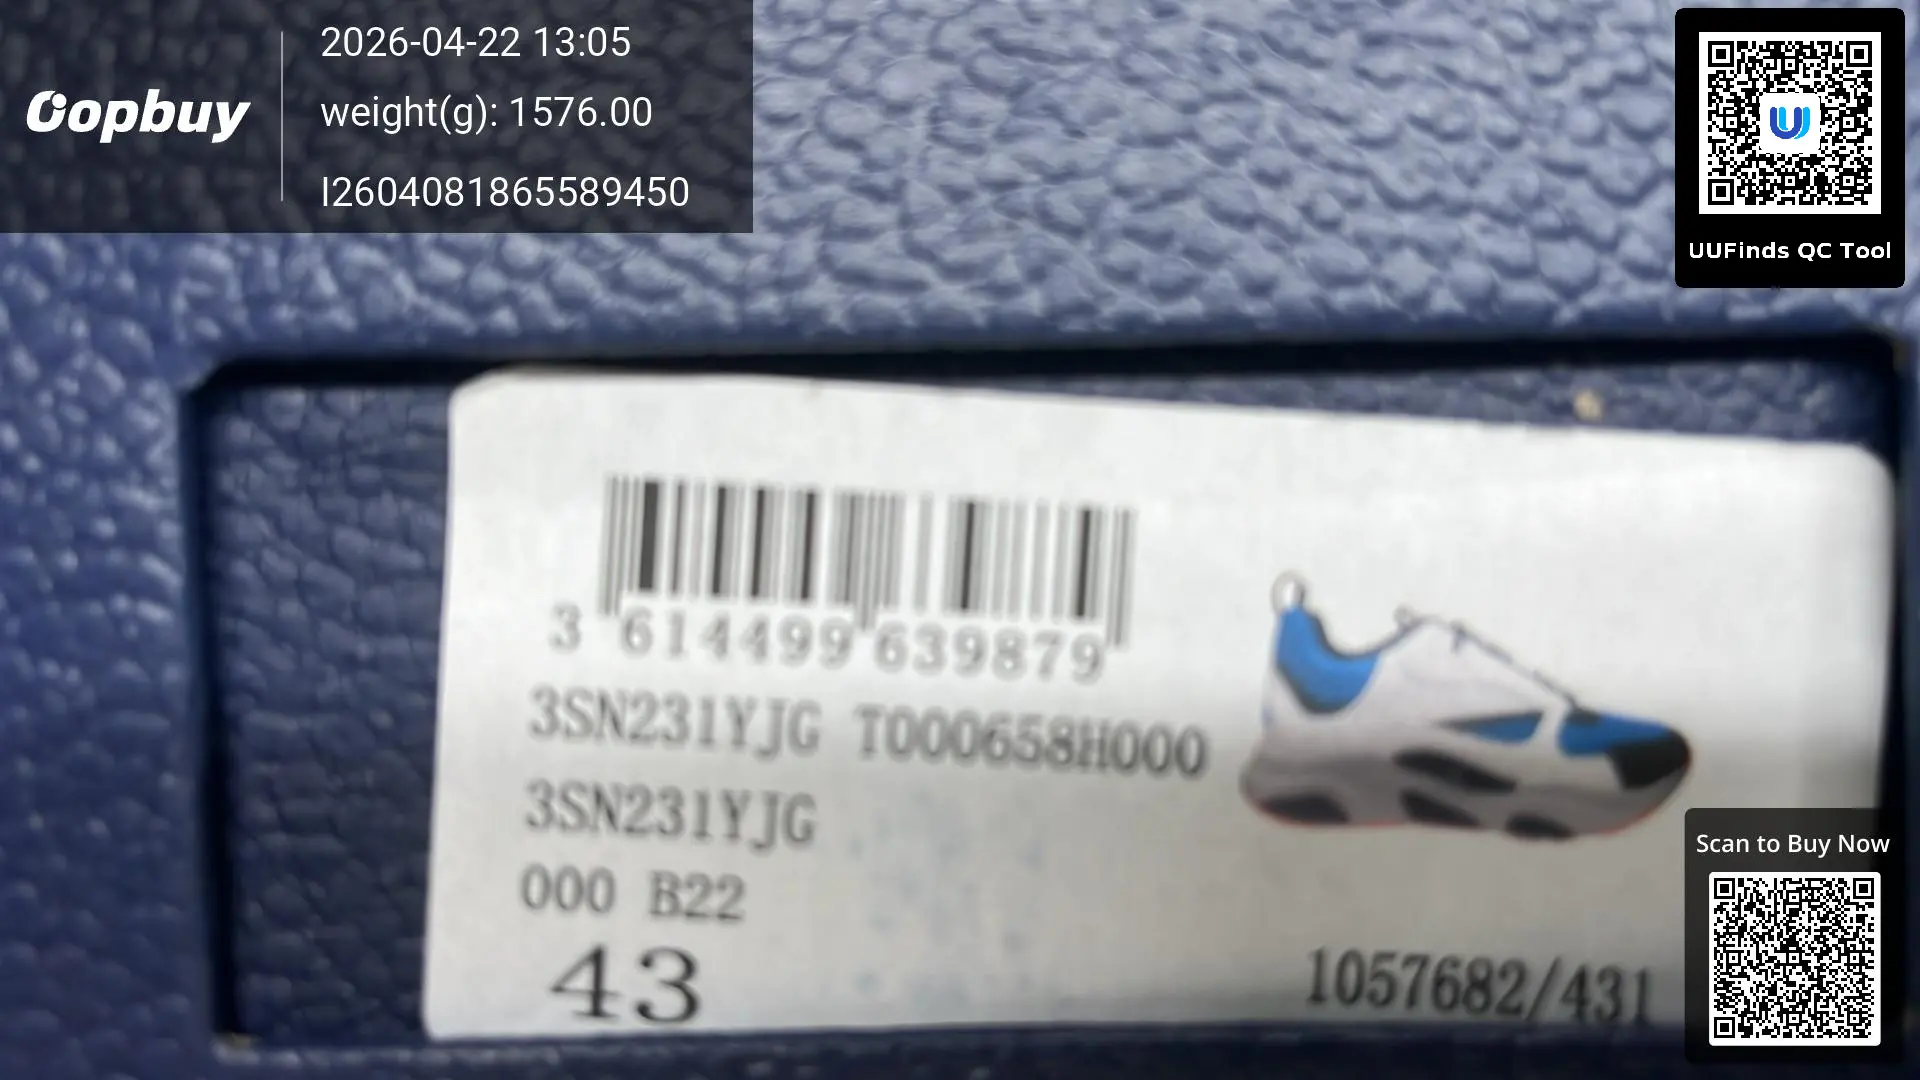 Oopbuy
2026-04-22 13:05
weight(g): 1576.00
I2604081865589450
UUFinds QC Tool
3 614499 639879
3SN231YJG T000658H000
3SN231YJG
000 B22
43
1057682/431
Scan to Buy Now